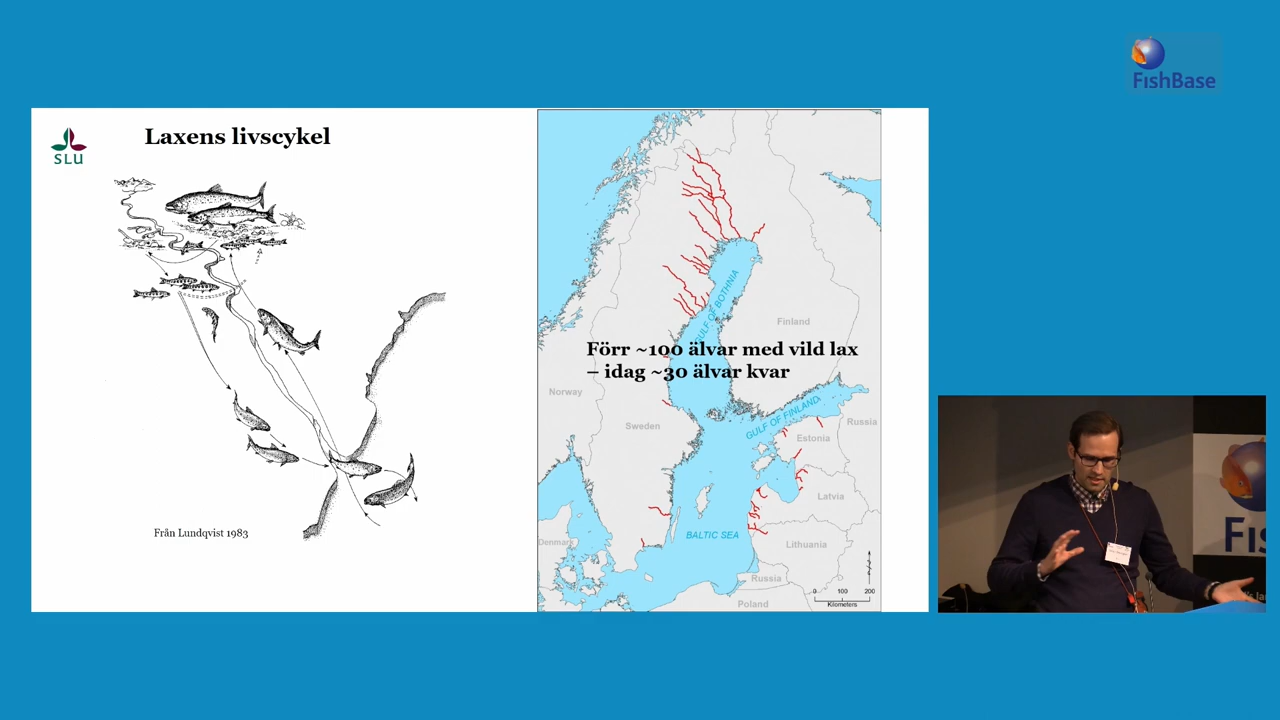 FishBase
Laxens livscykel
SLU
Från Lundqvist 1983
GULF OF BOTHNIA
Finland
Förr ~100 älvar med vild lax
– idag ~30 älvar kvar
Norway
Sweden
GULF OF FINLAND
Russia
Estonia
Latvia
BALTIC SEA
Denmark
Lithuania
Russia
Poland
0 100 200
Kilometers
Fis